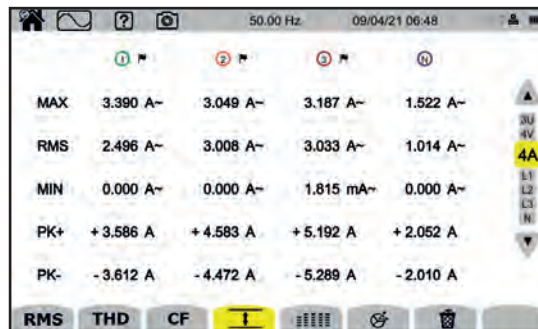 ? 50.00 Hz 09/04/21 06:48
1 2 3 N
MAX 3.390 A~ 3.049 A~ 3.187 A~ 1.522 A~
RMS 2.496 A~ 3.008 A~ 3.033 A~ 1.014 A~
MIN 0.000 A~ 0.000 A~ 1.815 mA~ 0.000 A~
PK+ +3.586 A +4.583 A +5.192 A +2.052 A
PK- -3.612 A -4.472 A -5.289 A -2.010 A
3U
4V
4A
L1
L2
L3
N
RMS THD CF